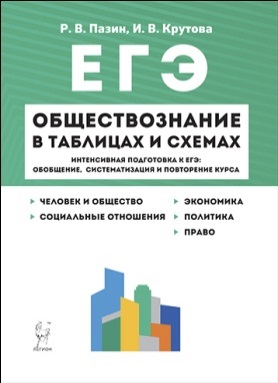 Р. В. Пазин, И. В. Крутова
ЕГЭ
ОБЩЕСТВОЗНАНИЕ
В ТАБЛИЦАХ И СХЕМАХ
ИНТЕНСИВНАЯ ПОДГОТОВКА К ЕГЭ:
ОБОБЩЕНИЕ, СИСТЕМАТИЗАЦИЯ И ПОВТОРЕНИЕ КУРСА
ЧЕЛОВЕК И ОБЩЕСТВО
СОЦИАЛЬНЫЕ ОТНОШЕНИЯ
ЭКОНОМИКА
ПОЛИТИКА
ПРАВО
ЛЕГИОН